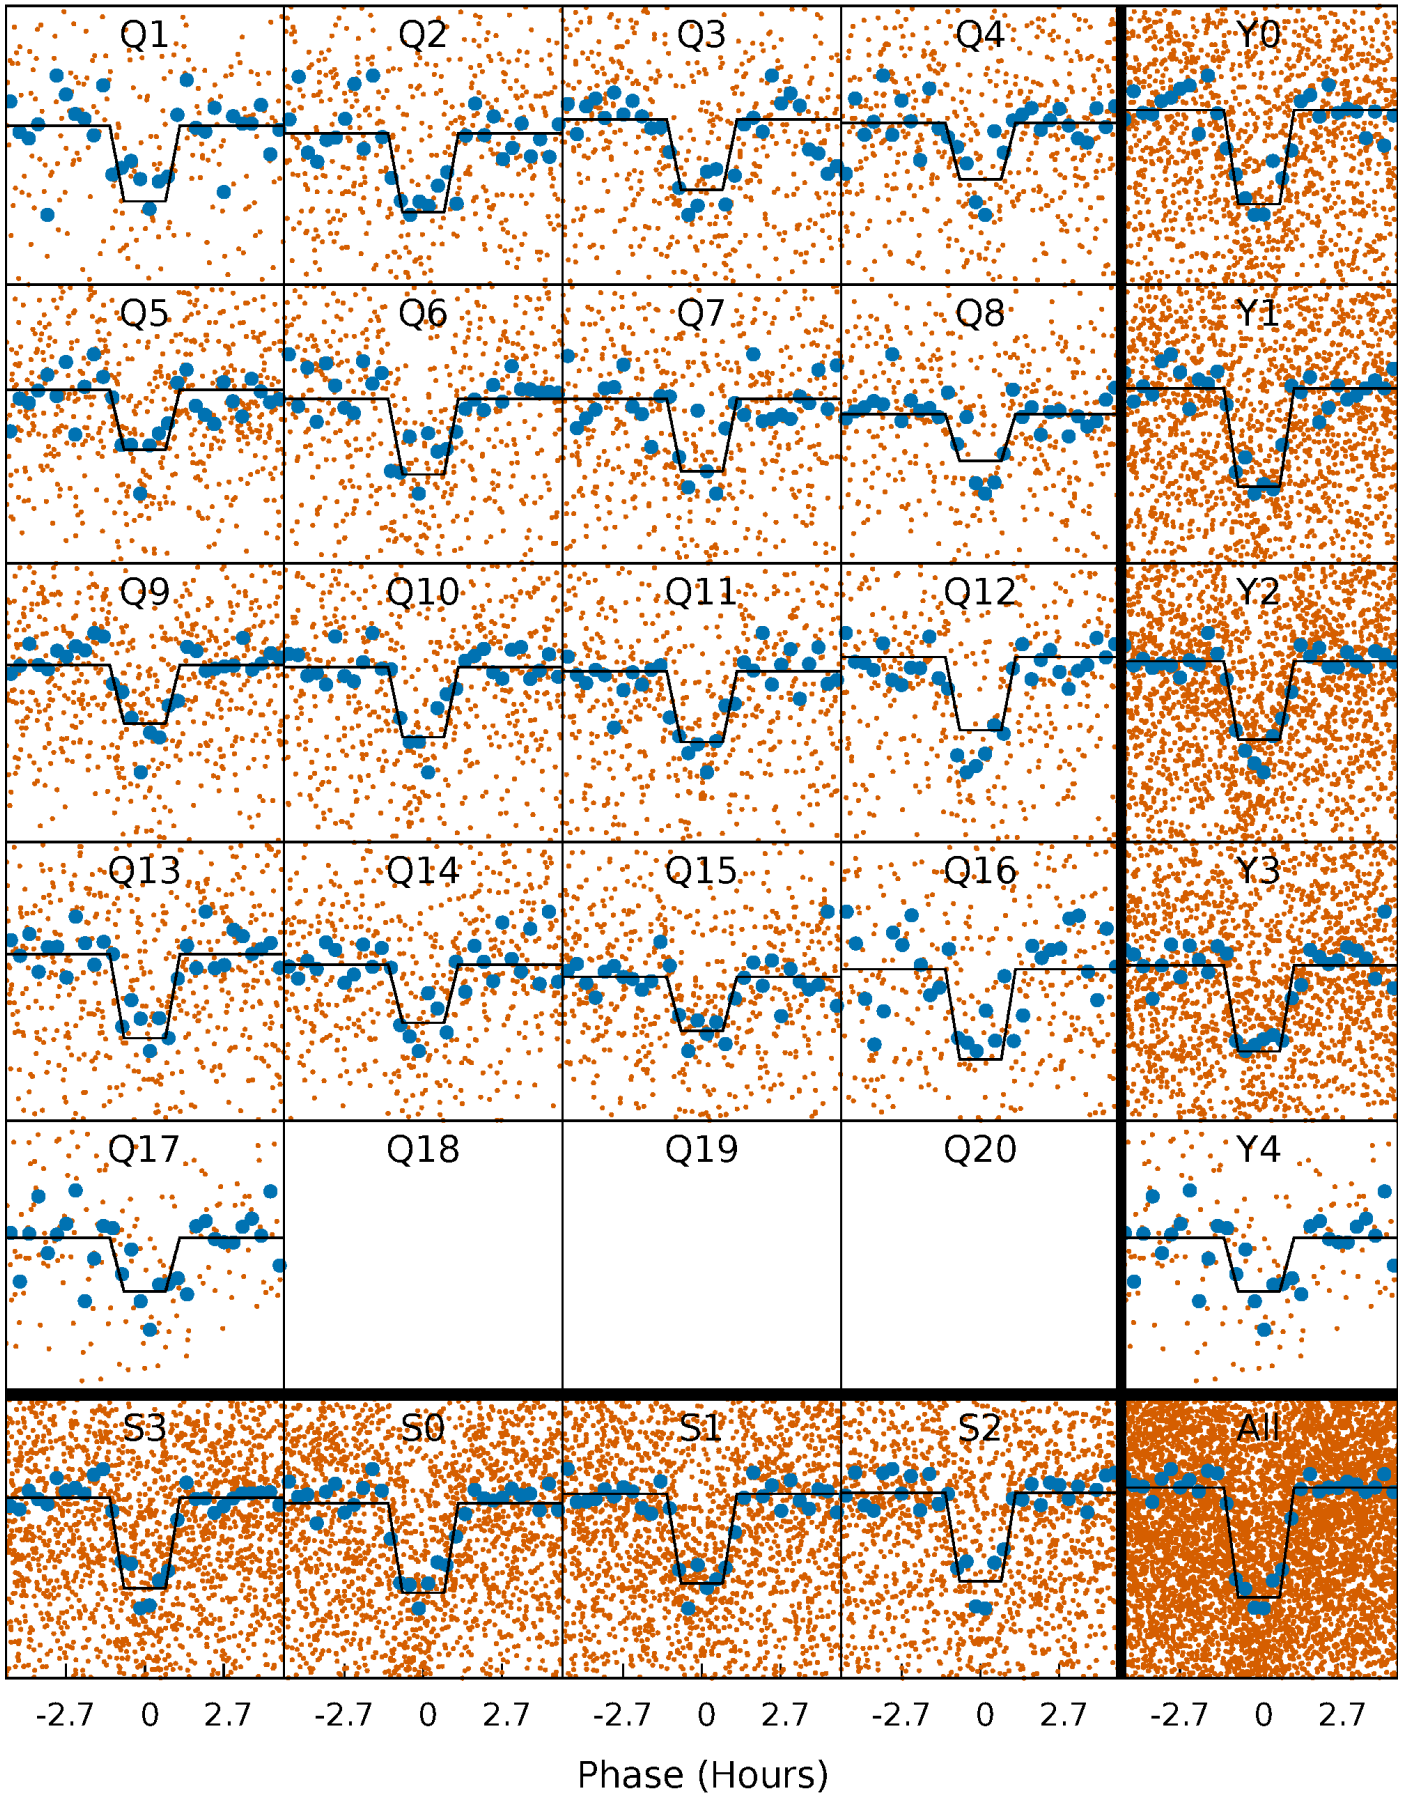 Q1 Q2 Q3 Q4 Y0
Q5 Q6 Q7 Q8 Y1
Q9 Q10 Q11 Q12 Y2
Q13 Q14 Q15 Q16 Y3
Q17 Q18 Q19 Q20 Y4
S3 S0 S1 S2 All
-2.7 0 2.7 -2.7 0 2.7 -2.7 0 2.7 -2.7 0 2.7 -2.7 0 2.7
Phase (Hours)